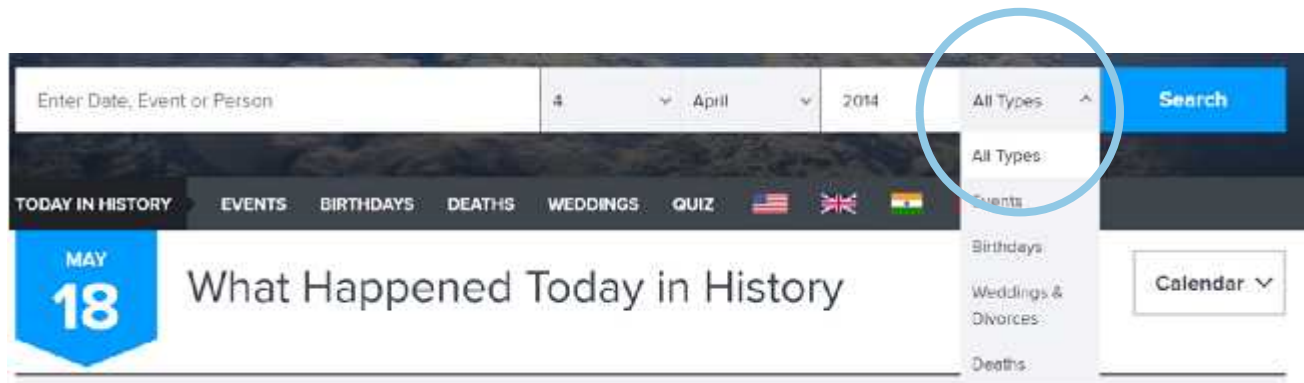 Enter Date, Event or Person 4 April 2014 All Types Search
All Types
TODAY IN HISTORY EVENTS BIRTHDAYS DEATHS WEDDINGS QUIZ
Events
MAY
18
What Happened Today in History
Birthdays
Weddings &
Divorces
Deaths
Calendar